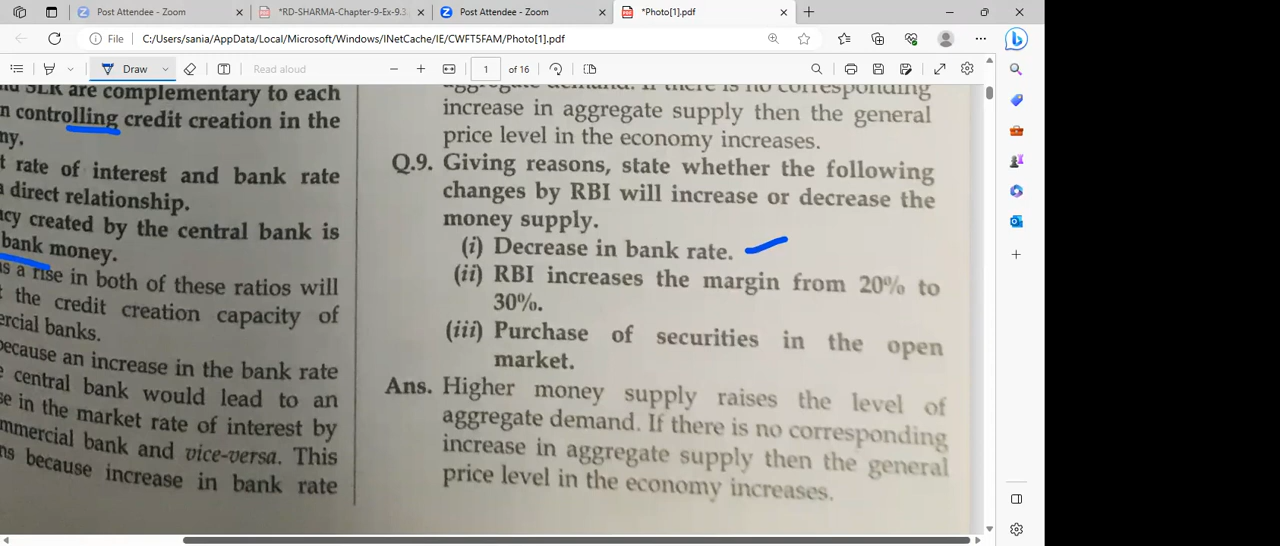 Post Attendee - Zoom
*RD-SHARMA-Chapter-9-Ex-9.3.
Post Attendee - Zoom
*Photo[1].pdf
File
C:/Users/sania/AppData/Local/Microsoft/Windows/INetCache/IE/CWFT5FAM/Photo[1].pdf
Draw
Read aloud
1 of 16
SLR are complementary to each
controlling credit creation in the
rate of interest and bank rate
direct relationship.
created by the central bank is
bank money.
a rise in both of these ratios will
the credit creation capacity of
banks.
because an increase in the bank rate
central bank would lead to an
in the market rate of interest by
bank and vice-versa. This
because increase in bank rate
aggregate demand. If there is no corresponding
increase in aggregate supply then the general
price level in the economy increases.
Q.9. Giving reasons, state whether the following
changes by RBI will increase or decrease the
money supply.
(i) Decrease in bank rate.
(ii) RBI increases the margin from 20% to
30%.
(iii) Purchase of securities in the open
market.
Ans. Higher money supply raises the level of
aggregate demand. If there is no corresponding
increase in aggregate supply then the general
price level in the economy increases.